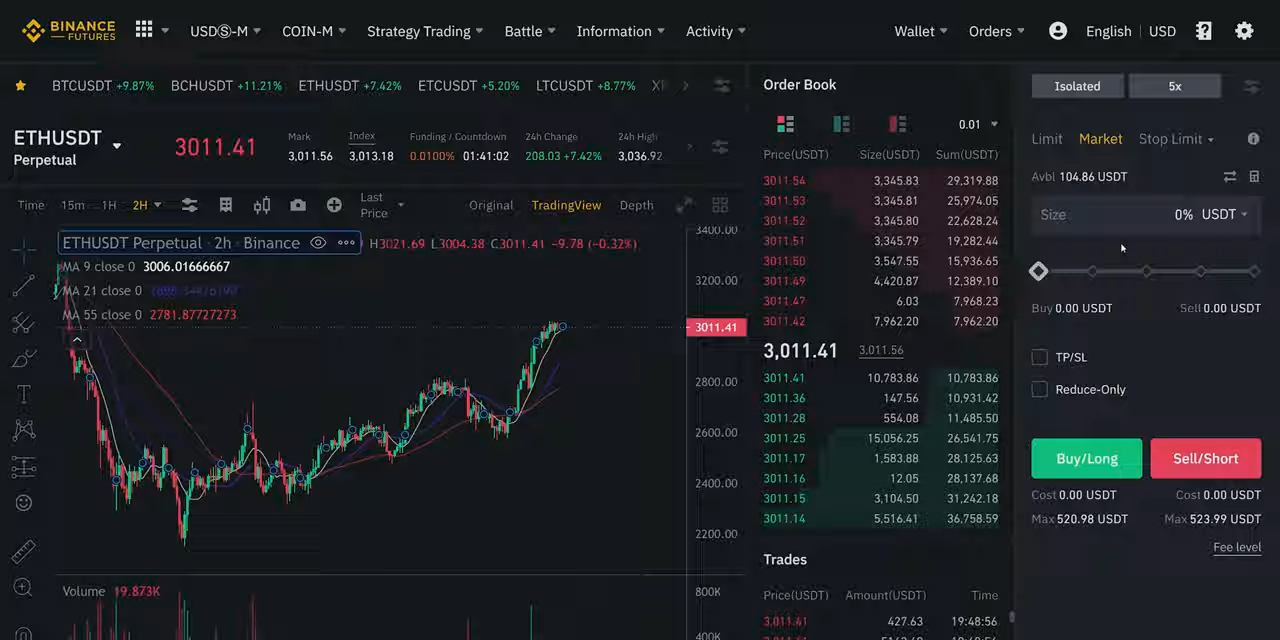 BINANCE FUTURES USDⓈ-M COIN-M Strategy Trading Battle Information Activity Wallet Orders English USD
BTCUSDT +9.87% BCHUSDT +11.21% ETHUSDT +7.42% ETCUSDT +5.20% LTCUSDT +8.77%
ETHUSDT
Perpetual
3011.41
Mark
3,011.56
Index
3,013.18
Funding / Countdown
0.0100% 01:41:02
24h Change
208.03 +7.42%
24h High
3,036.92
Time 15m 1H 2H Last Price Original TradingView Depth
ETHUSDT Perpetual · 2h · Binance H3021.69 L3004.38 C3011.41 -9.78 (-0.32%)
MA 9 close 0 3006.01666667
MA 21 close 0
MA 55 close 0 2781.87727273
3400.00
3200.00
3011.41
2800.00
2600.00
2400.00
2200.00
Volume 19.873K
800K
400K
Order Book
0.01
Price(USDT) Size(USDT) Sum(USDT)
3011.54 3,345.83 29,319.88
3011.53 3,345.81 25,974.05
3011.52 3,345.80 22,628.24
3011.51 3,345.79 19,282.44
3011.50 3,547.55 15,936.65
3011.49 4,420.87 12,389.10
3011.47 6.03 7,968.23
3011.42 7,962.20 7,962.20
3,011.41 3,011.56
3011.41 10,783.86 10,783.86
3011.36 147.56 10,931.42
3011.28 554.08 11,485.50
3011.25 15,056.25 26,541.75
3011.17 1,583.88 28,125.63
3011.16 12.05 28,137.68
3011.15 3,104.50 31,242.18
3011.14 5,516.41 36,758.59
Trades
Price(USDT) Amount(USDT) Time
3,011.41 427.63 19:48:56
Isolated 5x
Limit Market Stop Limit
Avbl 104.86 USDT
Size 0% USDT
Buy 0.00 USDT Sell 0.00 USDT
TP/SL
Reduce-Only
Buy/Long Sell/Short
Cost 0.00 USDT Cost 0.00 USDT
Max 520.98 USDT Max 523.99 USDT
Fee level